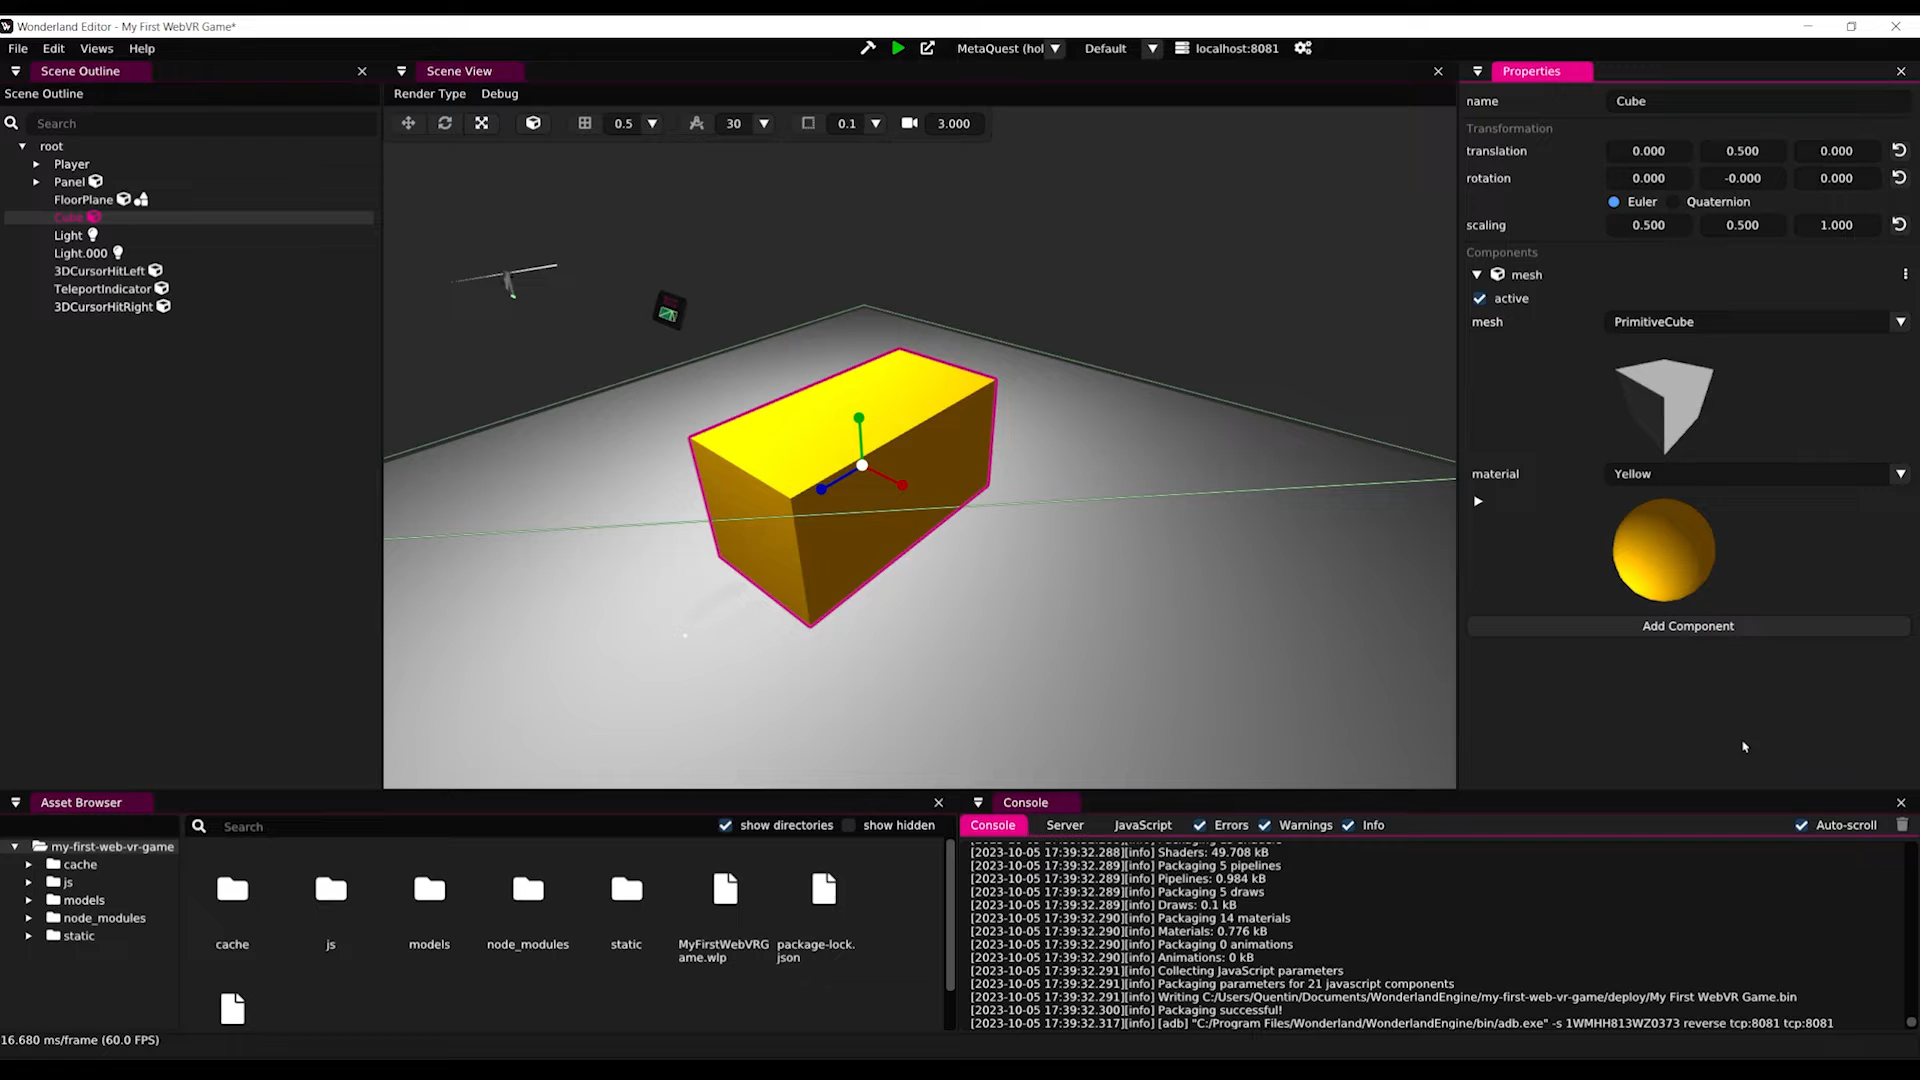 Wonderland Editor - My First WebVR Game*
File Edit Views Help
MetaQuest (hol Default localhost:8081
Scene Outline
Scene Outline
Search
root
Player
Panel
FloorPlane
Cube
Light
Light.000
3DCursorHitLeft
TeleportIndicator
3DCursorHitRight
Scene View
Render Type Debug
0.5 30 0.1 3.000
Properties
name Cube
Transformation
translation 0.000 0.500 0.000
rotation 0.000 -0.000 0.000
Euler Quaternion
scaling 0.500 0.500 1.000
Components
mesh
active
mesh PrimitiveCube
material Yellow
Add Component
Asset Browser
Search show directories show hidden
my-first-web-vr-game
cache
js
models
node_modules
static
cache js models node_modules static MyFirstWebVRG package-lock.
ame.wlp json
Console
Console Server JavaScript Errors Warnings Info Auto-scroll
[2023-10-05 17:39:32.288][info] Shaders: 49.708 kB
[2023-10-05 17:39:32.289][info] Packaging 5 pipelines
[2023-10-05 17:39:32.289][info] Pipelines: 0.984 kB
[2023-10-05 17:39:32.289][info] Packaging 5 draws
[2023-10-05 17:39:32.289][info] Draws: 0.1 kB
[2023-10-05 17:39:32.290][info] Packaging 14 materials
[2023-10-05 17:39:32.290][info] Materials: 0.776 kB
[2023-10-05 17:39:32.290][info] Packaging 0 animations
[2023-10-05 17:39:32.290][info] Animations: 0 kB
[2023-10-05 17:39:32.291][info] Collecting JavaScript parameters
[2023-10-05 17:39:32.291][info] Packaging parameters for 21 javascript components
[2023-10-05 17:39:32.291][info] Writing C:/Users/Quentin/Documents/WonderlandEngine/my-first-web-vr-game/deploy/My First WebVR Game.bin
[2023-10-05 17:39:32.300][info] Packaging successful!
[2023-10-05 17:39:32.317][info] [adb] "C:/Program Files/Wonderland/WonderlandEngine/bin/adb.exe" -s 1WMHH813WZ0373 reverse tcp:8081 tcp:8081
16.680 ms/frame (60.0 FPS)